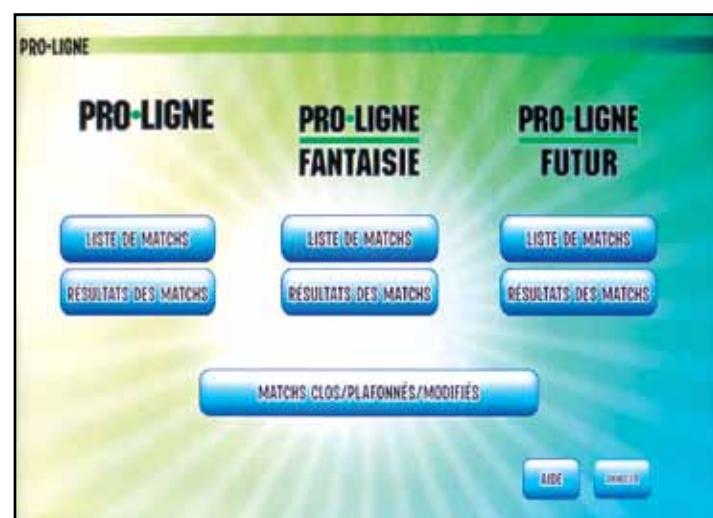 PRO-LIGNE
PRO•LIGNE
PRO•LIGNE
FANTAISIE
PRO•LIGNE
FUTUR
LISTE DE MATCHS
LISTE DE MATCHS
LISTE DE MATCHS
RÉSULTATS DES MATCHS
RÉSULTATS DES MATCHS
RÉSULTATS DES MATCHS
MATCHS CLOS/PLAFONNÉS/MODIFIÉS
AIDE